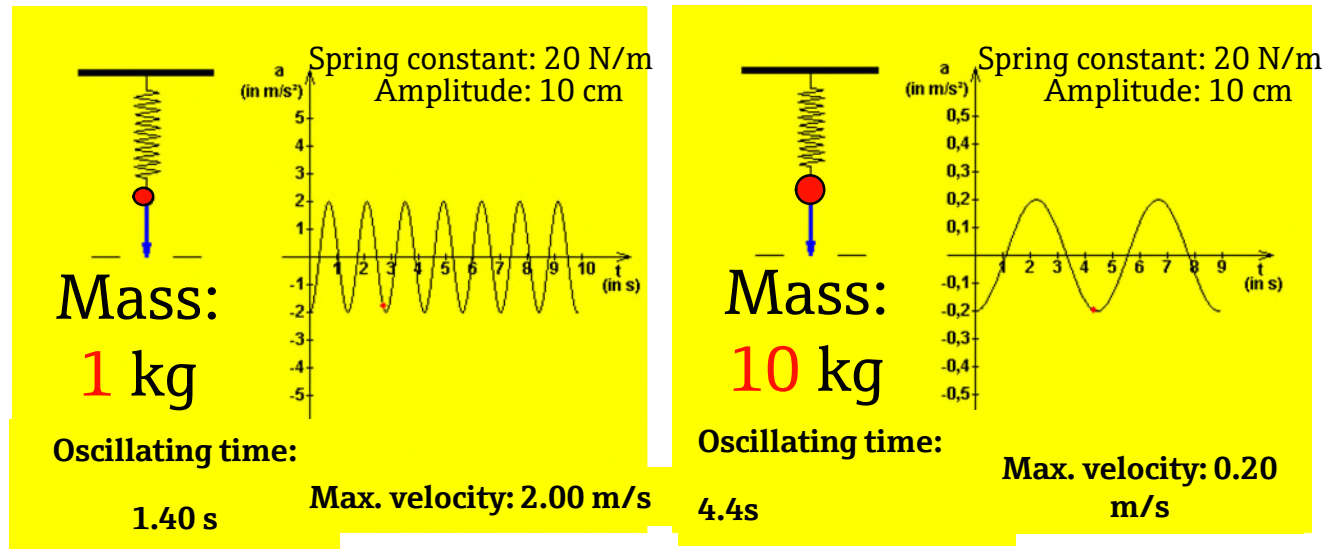 Spring constant: 20 N/m
Amplitude: 10 cm
a
(in m/s²)
5
4
3
2
1
-1
-2
-3
-4
-5
1 2 3 4 5 6 7 8 9 10
t
(in s)
Mass:
1 kg
Oscillating time:
1.40 s
Max. velocity: 2.00 m/s
Spring constant: 20 N/m
Amplitude: 10 cm
a
(in m/s²)
0,5
0,4
0,3
0,2
0,1
-0,1
-0,2
-0,3
-0,4
-0,5
1 2 3 4 5 6 7 8 9
t
(in s)
Mass:
10 kg
Oscillating time:
4.4s
Max. velocity: 0.20
m/s